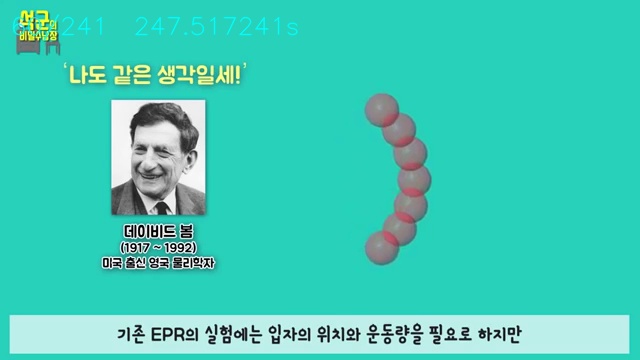 석군의
비밀수납장
241 247.517241s
‘나도 같은 생각일세!’
데이비드 봄
(1917 ~ 1992)
미국 출신 영국 물리학자
기존 EPR의 실험에는 입자의 위치와 운동량을 필요로 하지만